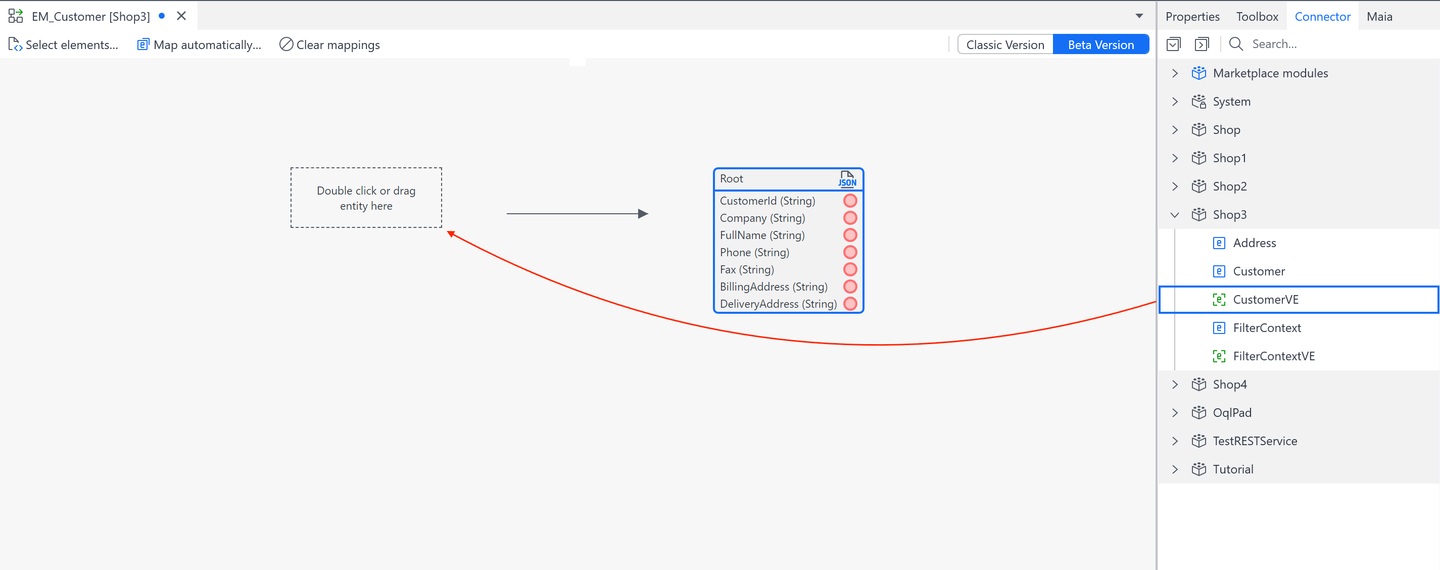 EM_Customer [Shop3]
Select elements...
Map automatically...
Clear mappings
Classic Version
Beta Version
Double click or drag
entity here
Root
JSON
CustomerId (String)
Company (String)
FullName (String)
Phone (String)
Fax (String)
BillingAddress (String)
DeliveryAddress (String)
Properties
Toolbox
Connector
Maia
Search...
Marketplace modules
System
Shop
Shop1
Shop2
Shop3
Address
Customer
CustomerVE
FilterContext
FilterContextVE
Shop4
OqlPad
TestRESTService
Tutorial